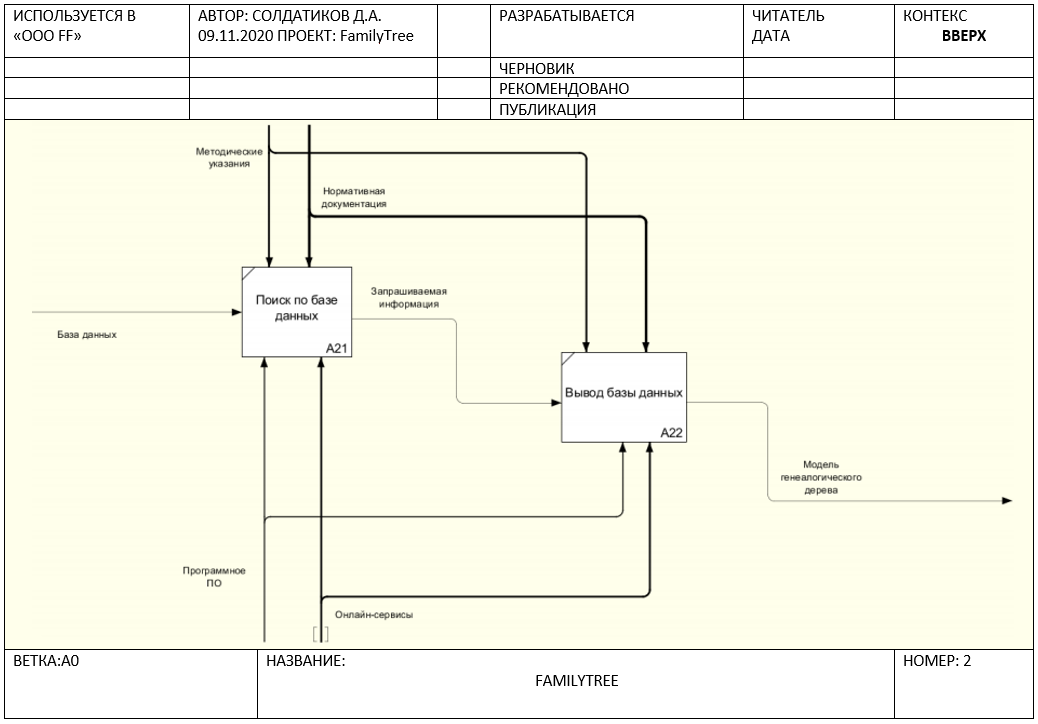 ИСПОЛЬЗУЕТСЯ В
«ООО FF»
АВТОР: СОЛДАТИКОВ Д.А.
09.11.2020 ПРОЕКТ: FamilyTree
РАЗРАБАТЫВАЕТСЯ
ЧИТАТЕЛЬ
ДАТА
КОНТЕКС
ВВЕРХ
ЧЕРНОВИК
РЕКОМЕНДОВАНО
ПУБЛИКАЦИЯ
Методические
указания
Нормативная
документация
База данных
Поиск по базе
данных
A21
Запрашиваемая
информация
Вывод базы данных
A22
Модель
генеалогического
дерева
Программное
ПО
Онлайн-сервисы
ВЕТКА:А0
НАЗВАНИЕ:
FAMILYTREE
НОМЕР: 2